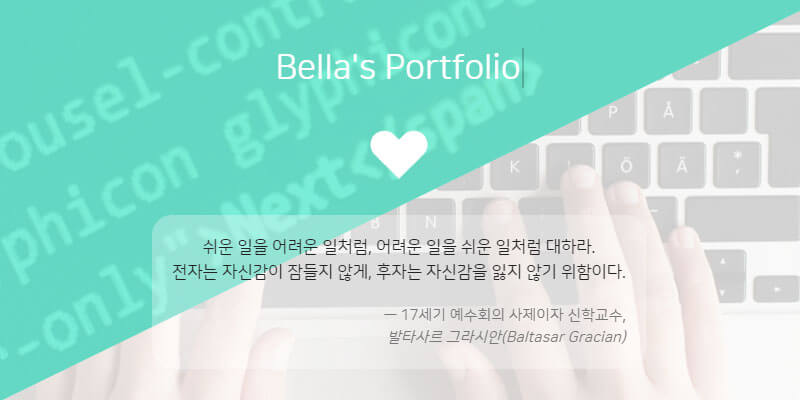 ousel-contr
Bella's Portfolio
phicon glyphicon
">Next</span>
r-only
P Å
K L Ö Ä *
'
B N
쉬운 일을 어려운 일처럼, 어려운 일을 쉬운 일처럼 대하라.
전자는 자신감이 잠들지 않게, 후자는 자신감을 잃지 않기 위함이다.
― 17세기 예수회의 사제이자 신학교수,
발타사르 그라시안(Baltasar Gracian)